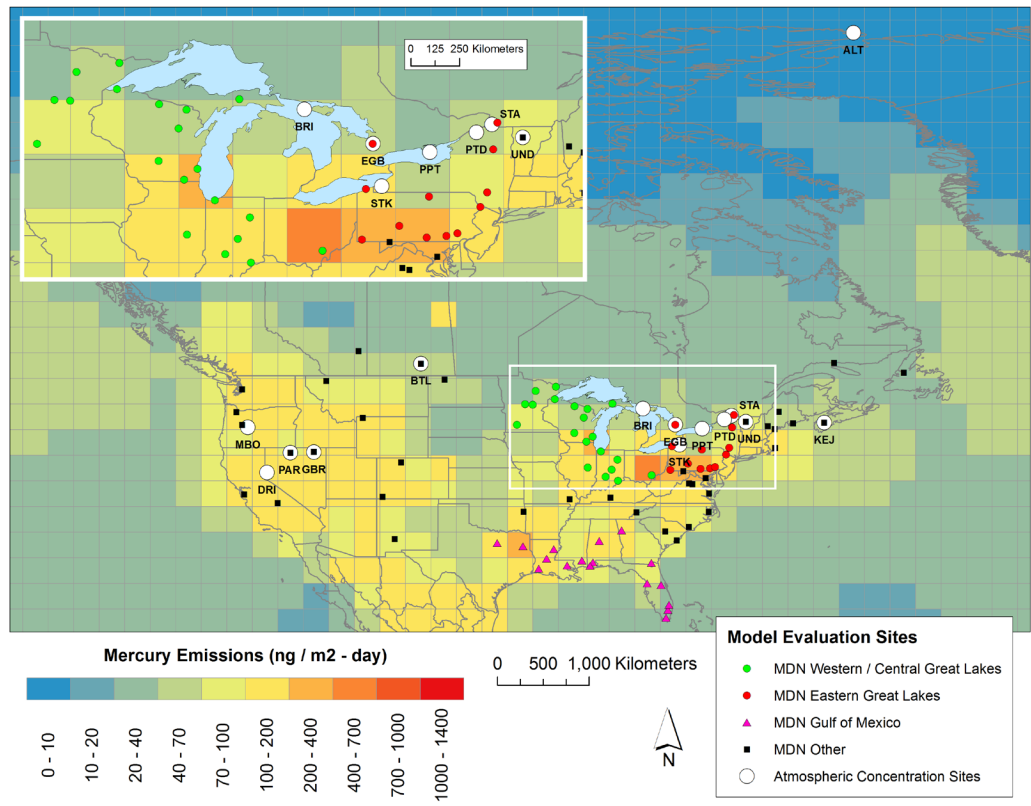 0 125 250 Kilometers
ALT
BRI
STA
EGB
PTD
UND
PPT
STK
BTL
STA
BRI
MBO
EGB
PPT
PTD
UND
KEJ
PAR
GBR
STK
DRI
Mercury Emissions (ng / m2 - day)
0 - 10
10 - 20
20 - 40
40 - 70
70 - 100
100 - 200
200 - 400
400 - 700
700 - 1000
1000 - 1400
0 500 1,000 Kilometers
N
Model Evaluation Sites
MDN Western / Central Great Lakes
MDN Eastern Great Lakes
MDN Gulf of Mexico
MDN Other
Atmospheric Concentration Sites